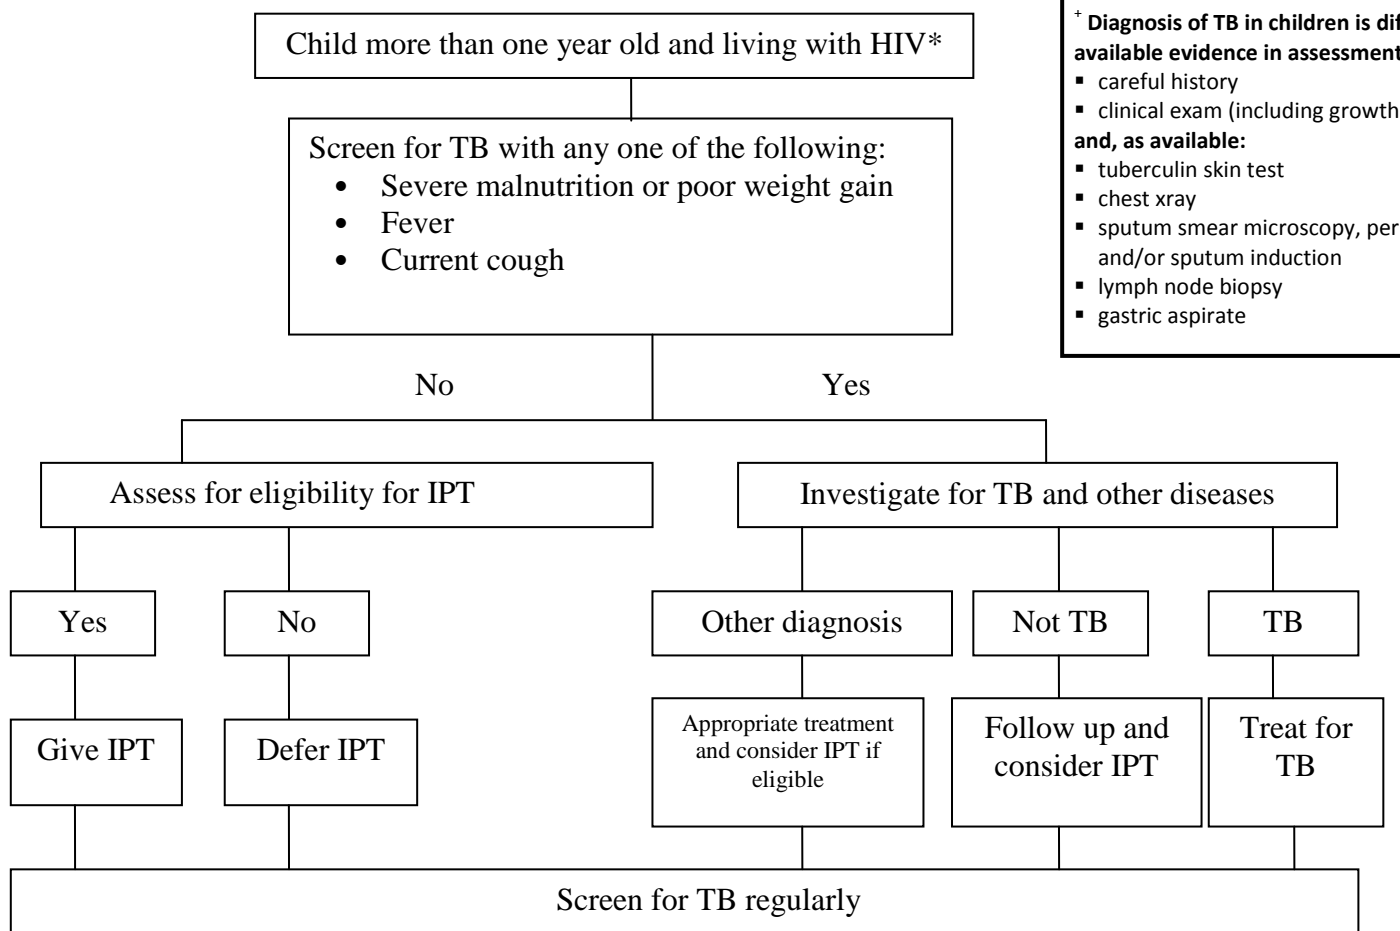 Child more than one year old and living with HIV*
Screen for TB with any one of the following:
• Severe malnutrition or poor weight gain
• Fever
• Current cough
+ Diagnosis of TB in children is
available evidence in assessment
▪ careful history
▪ clinical exam (including growth
and, as available:
▪ tuberculin skin test
▪ chest xray
▪ sputum smear microscopy,
and/or sputum induction
▪ lymph node biopsy
▪ gastric aspirate
No
Yes
Assess for eligibility for IPT
Investigate for TB and other diseases
Yes
No
Other diagnosis
Not TB
TB
Give IPT
Defer IPT
Appropriate treatment
and consider IPT if
eligible
Follow up and
consider IPT
Treat for
TB
Screen for TB regularly